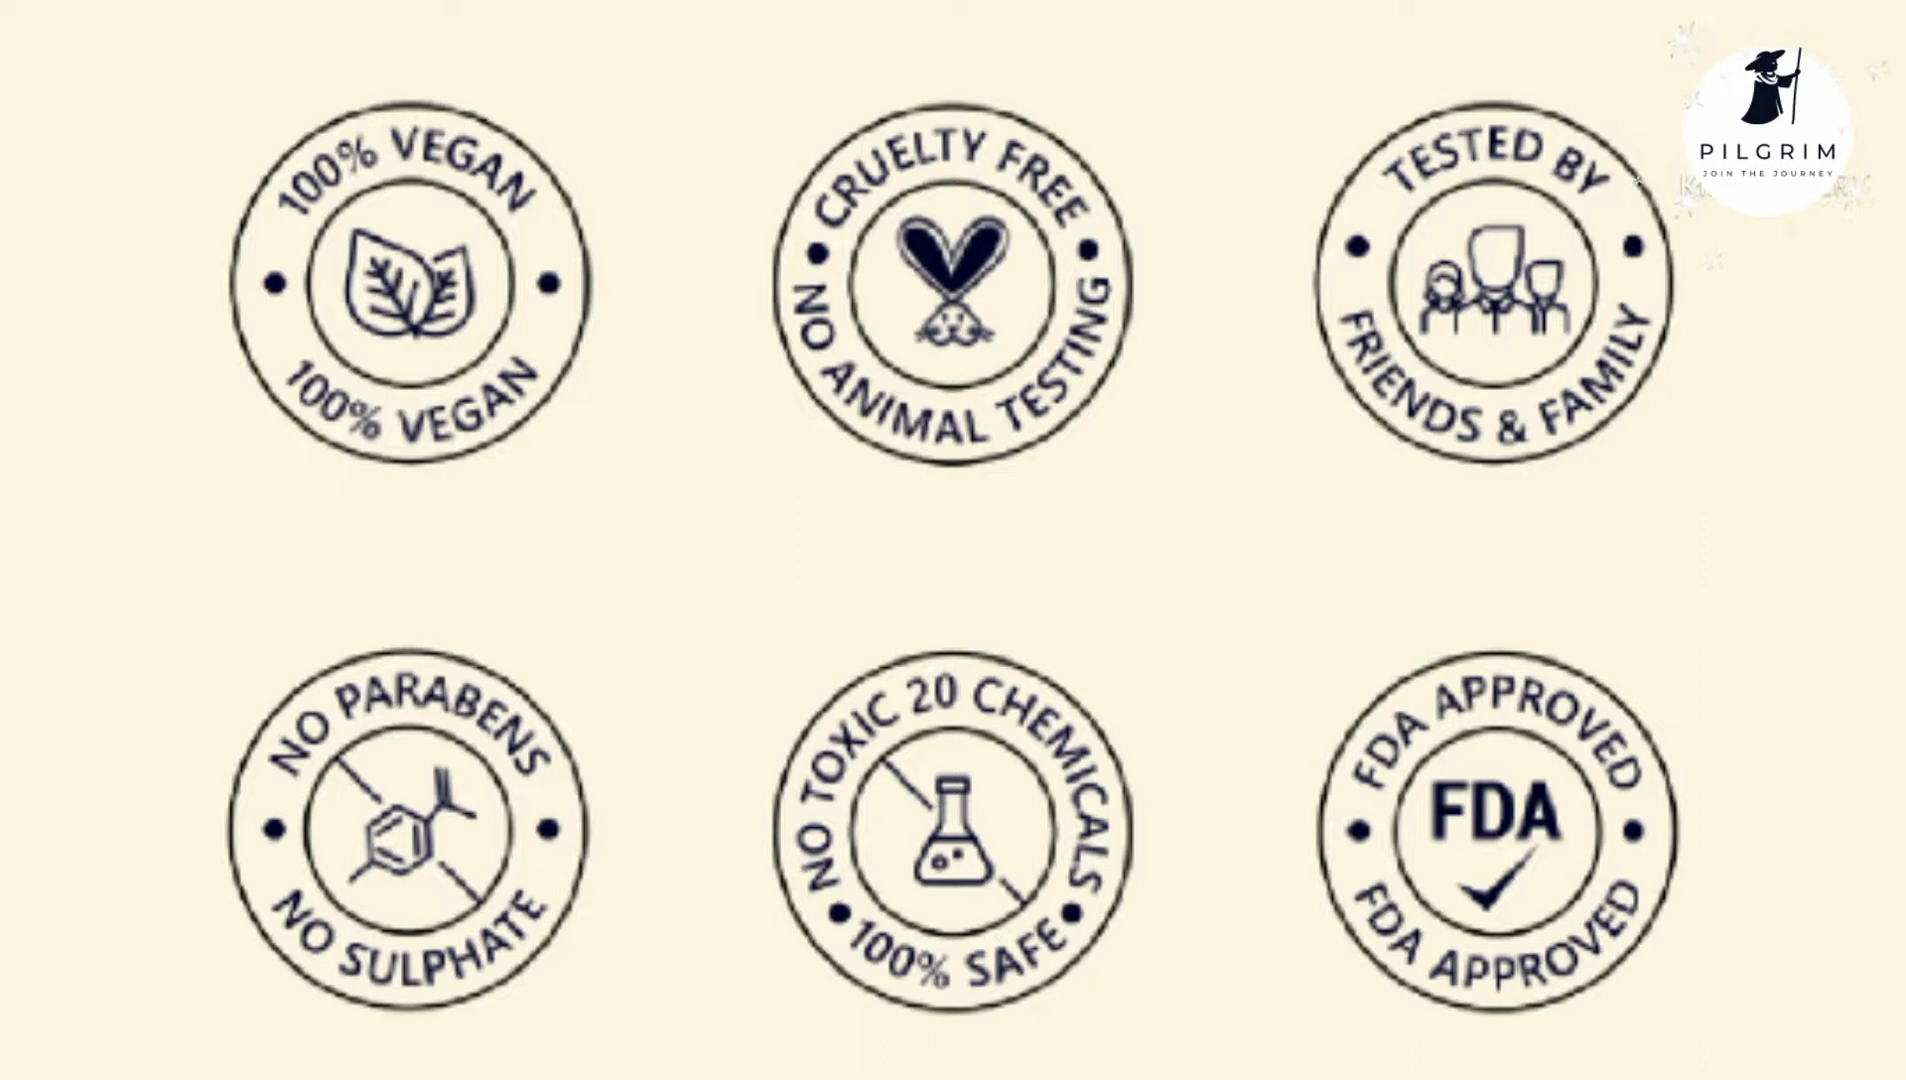 100% VEGAN
100% VEGAN
CRUELTY FREE
NO ANIMAL TESTING
TESTED BY
FRIENDS & FAMILY
PILGRIM
JOIN THE JOURNEY
NO PARABENS
NO SULPHATE
NO TOXIC 20 CHEMICALS
100% SAFE
FDA APPROVED
FDA
FDA APPROVED